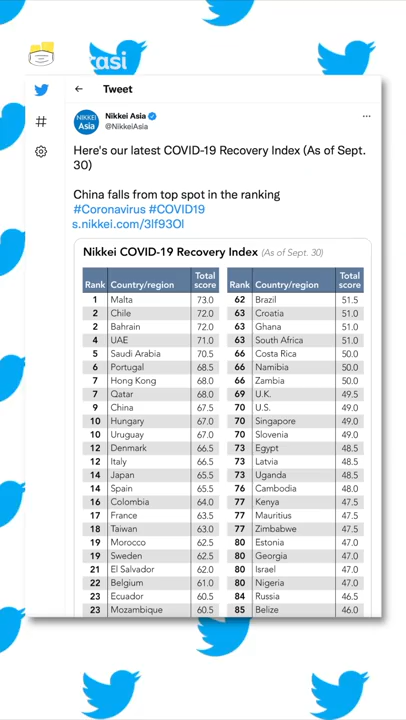 tasi
Tweet
NIKKEI Asia
Nikkei Asia
@NikkeiAsia
Here's our latest COVID-19 Recovery Index (As of Sept. 30)
China falls from top spot in the ranking
#Coronavirus #COVID19
s.nikkei.com/3lf93Ol
Nikkei COVID-19 Recovery Index (As of Sept. 30)
Rank Country/region Total score Rank Country/region Total score
1 Malta 73.0 62 Brazil 51.5
2 Chile 72.0 63 Croatia 51.0
2 Bahrain 72.0 63 Ghana 51.0
4 UAE 71.0 63 South Africa 51.0
5 Saudi Arabia 70.5 66 Costa Rica 50.0
6 Portugal 68.5 66 Namibia 50.0
7 Hong Kong 68.0 66 Zambia 50.0
7 Qatar 68.0 69 U.K. 49.5
9 China 67.5 70 U.S. 49.0
10 Hungary 67.0 70 Singapore 49.0
10 Uruguay 67.0 70 Slovenia 49.0
12 Denmark 66.5 73 Egypt 48.5
12 Italy 66.5 73 Latvia 48.5
14 Japan 65.5 73 Uganda 48.5
14 Spain 65.5 76 Cambodia 48.0
16 Colombia 64.0 77 Kenya 47.5
17 France 63.5 77 Mauritius 47.5
18 Taiwan 63.0 77 Zimbabwe 47.5
19 Morocco 62.5 80 Estonia 47.0
19 Sweden 62.5 80 Georgia 47.0
21 El Salvador 62.0 80 Israel 47.0
22 Belgium 61.0 80 Nigeria 47.0
23 Ecuador 60.5 84 Russia 46.5
23 Mozambique 60.5 85 Belize 46.0